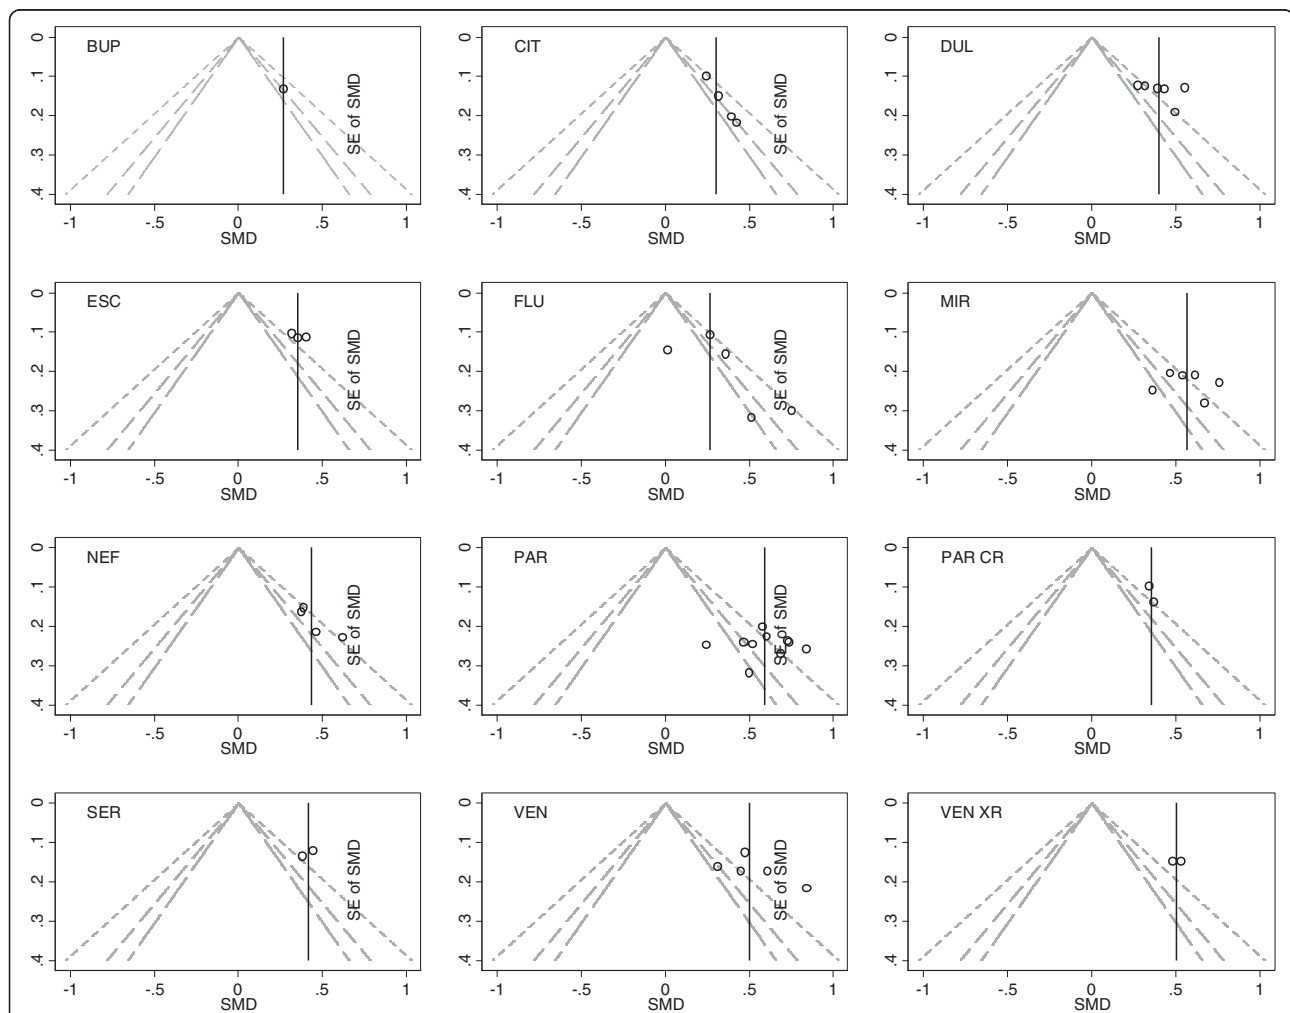 BUP
CIT
DUL
0 .1 .2 .3 .4
SE of SMD
0 .1 .2 .3 .4
SE of SMD
0 .1 .2 .3 .4
-1 -.5 0 .5 1
-1 -.5 0 .5 1
-1 -.5 0 .5 1
SMD
SMD
SMD
ESC
FLU
MIR
0 .1 .2 .3 .4
SE of SMD
0 .1 .2 .3 .4
SE of SMD
0 .1 .2 .3 .4
-1 -.5 0 .5 1
-1 -.5 0 .5 1
-1 -.5 0 .5 1
SMD
SMD
SMD
NEF
PAR
PAR CR
0 .1 .2 .3 .4
SE of SMD
0 .1 .2 .3 .4
SE of SMD
0 .1 .2 .3 .4
-1 -.5 0 .5 1
-1 -.5 0 .5 1
-1 -.5 0 .5 1
SMD
SMD
SMD
SER
VEN
VEN XR
0 .1 .2 .3 .4
SE of SMD
0 .1 .2 .3 .4
SE of SMD
0 .1 .2 .3 .4
-1 -.5 0 .5 1
-1 -.5 0 .5 1
-1 -.5 0 .5 1
SMD
SMD
SMD